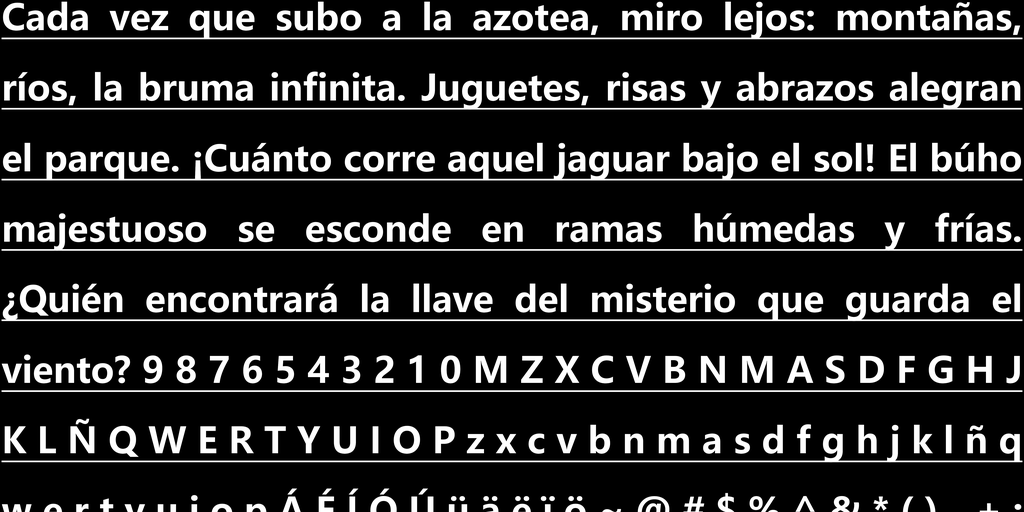 Cada vez que subo a la azotea, miro lejos: montañas,
ríos, la bruma infinita. Juguetes, risas y abrazos alegran
el parque. ¡Cuánto corre aquel jaguar bajo el sol! El búho
majestuoso se esconde en ramas húmedas y frías.
¿Quién encontrará la llave del misterio que guarda el
viento? 9 8 7 6 5 4 3 2 1 0 M Z X C V B N M A S D F G H J
K L Ñ Q W E R T Y U I O P z x c v b n m a s d f g h j k l ñ q
w e r t y u i o p Á É Í Ó Ú ü ä ë ï ö ~ @ # $ % ^ & * ( ) _ +